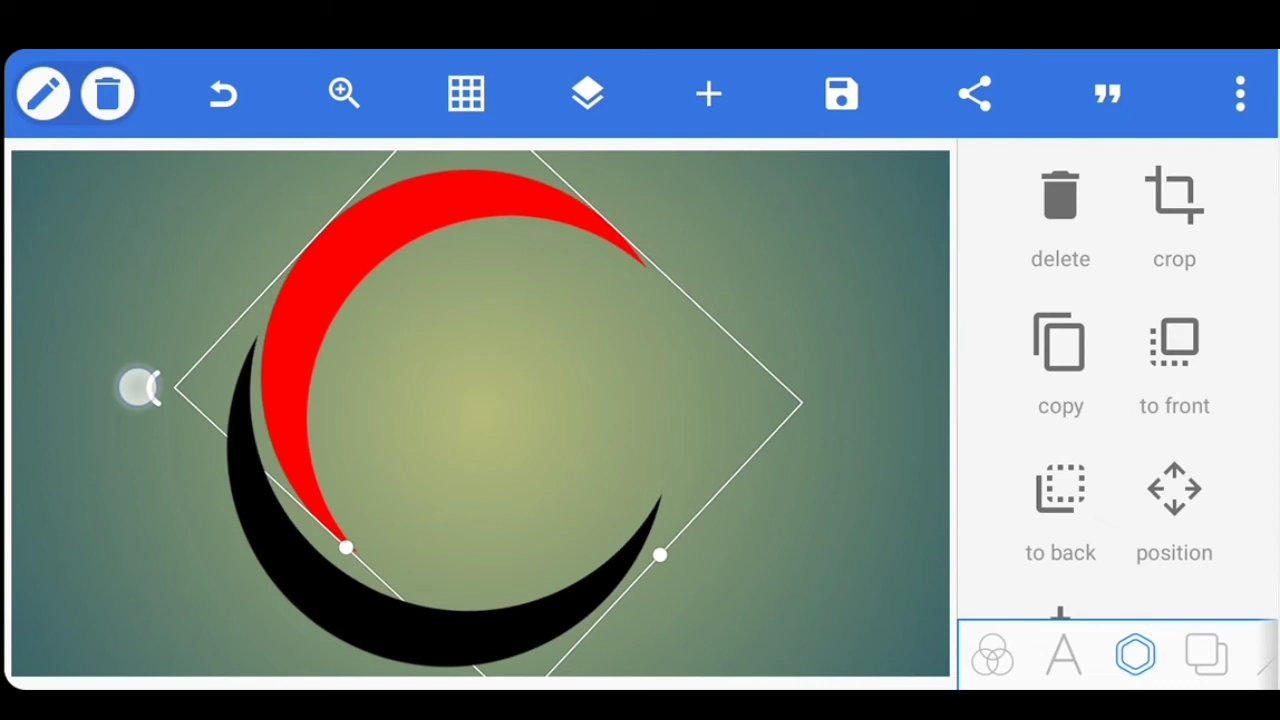 delete
crop
copy
to front
to back
position